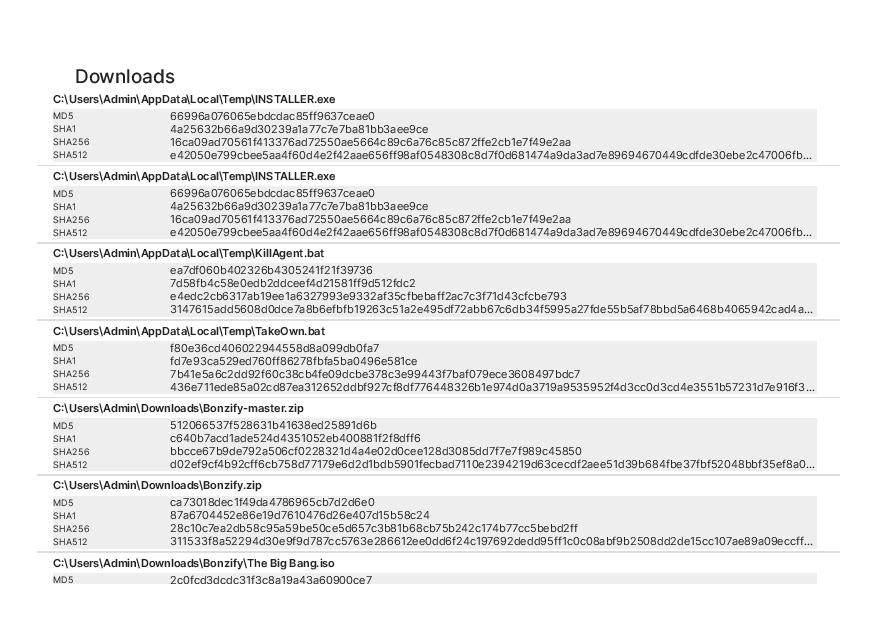 Downloads
C:\Users\Admin\AppData\Local\Temp\INSTALLER.exe
MD5 66996a076065ebdcdac85ff9637ceae0
SHA1 4a25632b66a9d30239a1a77c7e7ba81bb3aee9ce
SHA256 16ca09ad70561f413376ad72550ae5664c89c6a76c85c872ffe2cb1e7f49e2aa
SHA512 e42050e799cbee5aa4f60d4e2f42aae656ff98af0548308c8d7f0d681474a9da3ad7e89694670449cdfde30ebe2c47006fb...
C:\Users\Admin\AppData\Local\Temp\INSTALLER.exe
MD5 66996a076065ebdcdac85ff9637ceae0
SHA1 4a25632b66a9d30239a1a77c7e7ba81bb3aee9ce
SHA256 16ca09ad70561f413376ad72550ae5664c89c6a76c85c872ffe2cb1e7f49e2aa
SHA512 e42050e799cbee5aa4f60d4e2f42aae656ff98af0548308c8d7f0d681474a9da3ad7e89694670449cdfde30ebe2c47006fb...
C:\Users\Admin\AppData\Local\Temp\KillAgent.bat
MD5 ea7df060b402326b4305241f21f39736
SHA1 7d58fb4c58e0edb2ddceef4d21581ff9d512fdc2
SHA256 e4edc2cb6317ab19ee1a6327993e9332af35cfbebaff2ac7c3f71d43cfcbe793
SHA512 3147615add5608d0dce7a8b6efbfb19263c51a2e495df72abb67c6db34f5995a27fde55b5af78bbd5a6468b4065942cad4a...
C:\Users\Admin\AppData\Local\Temp\TakeOwn.bat
MD5 f80e36cd406022944558d8a099db0fa7
SHA1 fd7e93ca529ed760ff86278fbfa5ba0496e581ce
SHA256 7b41e5a6c2dd92f60c38cb4fe09dcbe378c3e99443f7baf079ece3608497bdc7
SHA512 436e711ede85a02cd87ea312652ddbf927cf8df776448326b1e974d0a3719a9535952f4d3cc0d3cd4e3551b57231d7e916f3...
C:\Users\Admin\Downloads\Bonzify-master.zip
MD5 512066537f528631b41638ed25891d6b
SHA1 c640b7acd1ade524d4351052eb400881f2f8dff6
SHA256 bbcce67b9de792a506cf0228321d4a4e02d0cee128d3085dd7f7e7f989c45850
SHA512 d02ef9cf4b92cff6cb758d77179e6d2d1bdb5901fecbad7110e2394219d63cecdf2aee51d39b684fbe37fbf52048bbf35ef8a0...
C:\Users\Admin\Downloads\Bonzify.zip
MD5 ca73018dec1f49da4786965cb7d2d6e0
SHA1 87a6704452e86e19d7610476d26e407d15b58c24
SHA256 28c10c7ea2db58c95a59be50ce5d657c3b81b68cb75b242c174b77cc5bebd2ff
SHA512 311533f8a52294d30e9f9d787cc5763e286612ee0dd6f24c197692dedd95ff1c0c08abf9b2508dd2de15cc107ae89a09eccff...
C:\Users\Admin\Downloads\Bonzify\The Big Bang.iso
MD5 2c0fcd3dcdc31f3c8a19a43a60900ce7